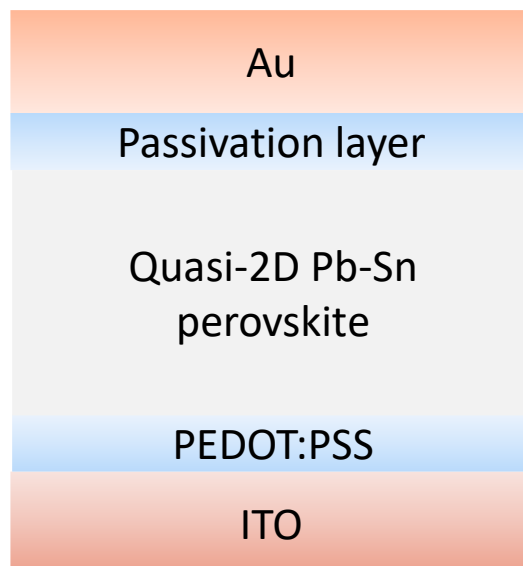 Au
Passivation layer
Quasi-2D Pb-Sn
perovskite
PEDOT:PSS
ITO